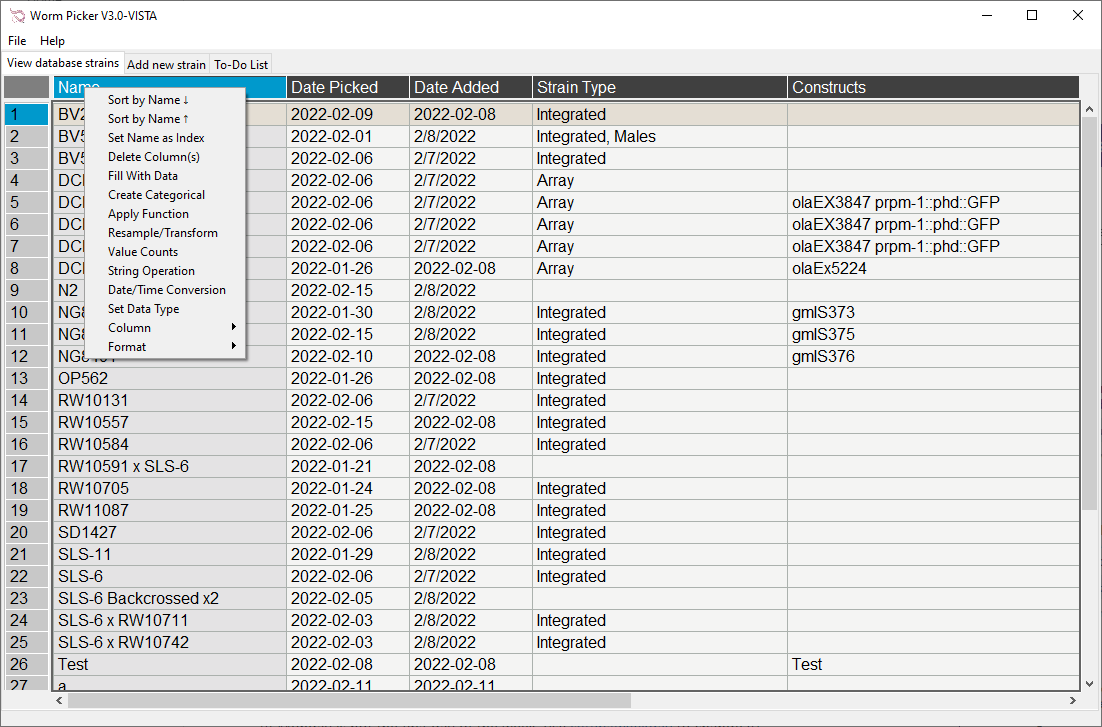 Worm Picker V3.0-VISTA
File Help
View database strains Add new strain To-Do List
Name Date Picked Date Added Strain Type Constructs
Sort by Name ↓
Sort by Name ↑
Set Name as Index
Delete Column(s)
Fill With Data
Create Categorical
Apply Function
Resample/Transform
Value Counts
String Operation
Date/Time Conversion
Set Data Type
Column
Format
1 2022-02-09 2022-02-08 Integrated
2 2022-02-01 2/8/2022 Integrated, Males
3 2022-02-06 2/7/2022 Integrated
4 2022-02-06 2/7/2022 Array
5 2022-02-06 2/7/2022 Array olaEX3847 prpm-1::phd::GFP
6 2022-02-06 2/7/2022 Array olaEX3847 prpm-1::phd::GFP
7 2022-02-06 2/7/2022 Array olaEX3847 prpm-1::phd::GFP
8 2022-01-26 2022-02-08 Array olaEx5224
9 N2 2022-02-15 2/8/2022
10 2022-01-30 2/8/2022 Integrated gmIS373
11 2022-02-15 2/8/2022 Integrated gmIS375
12 2022-02-10 2022-02-08 Integrated gmIS376
13 OP562 2022-01-26 2022-02-08 Integrated
14 RW10131 2022-02-06 2/7/2022 Integrated
15 RW10557 2022-02-15 2022-02-08 Integrated
16 RW10584 2022-02-06 2/7/2022 Integrated
17 RW10591 x SLS-6 2022-01-21 2022-02-08
18 RW10705 2022-01-24 2022-02-08 Integrated
19 RW11087 2022-01-25 2022-02-08 Integrated
20 SD1427 2022-02-06 2/7/2022 Integrated
21 SLS-11 2022-01-29 2/8/2022 Integrated
22 SLS-6 2022-02-06 2/7/2022 Integrated
23 SLS-6 Backcrossed x2 2022-02-05 2/8/2022
24 SLS-6 x RW10711 2022-02-03 2/8/2022 Integrated
25 SLS-6 x RW10742 2022-02-03 2/8/2022 Integrated
26 Test 2022-02-08 2022-02-08 Test
27 a 2022-02-11 2022-02-11